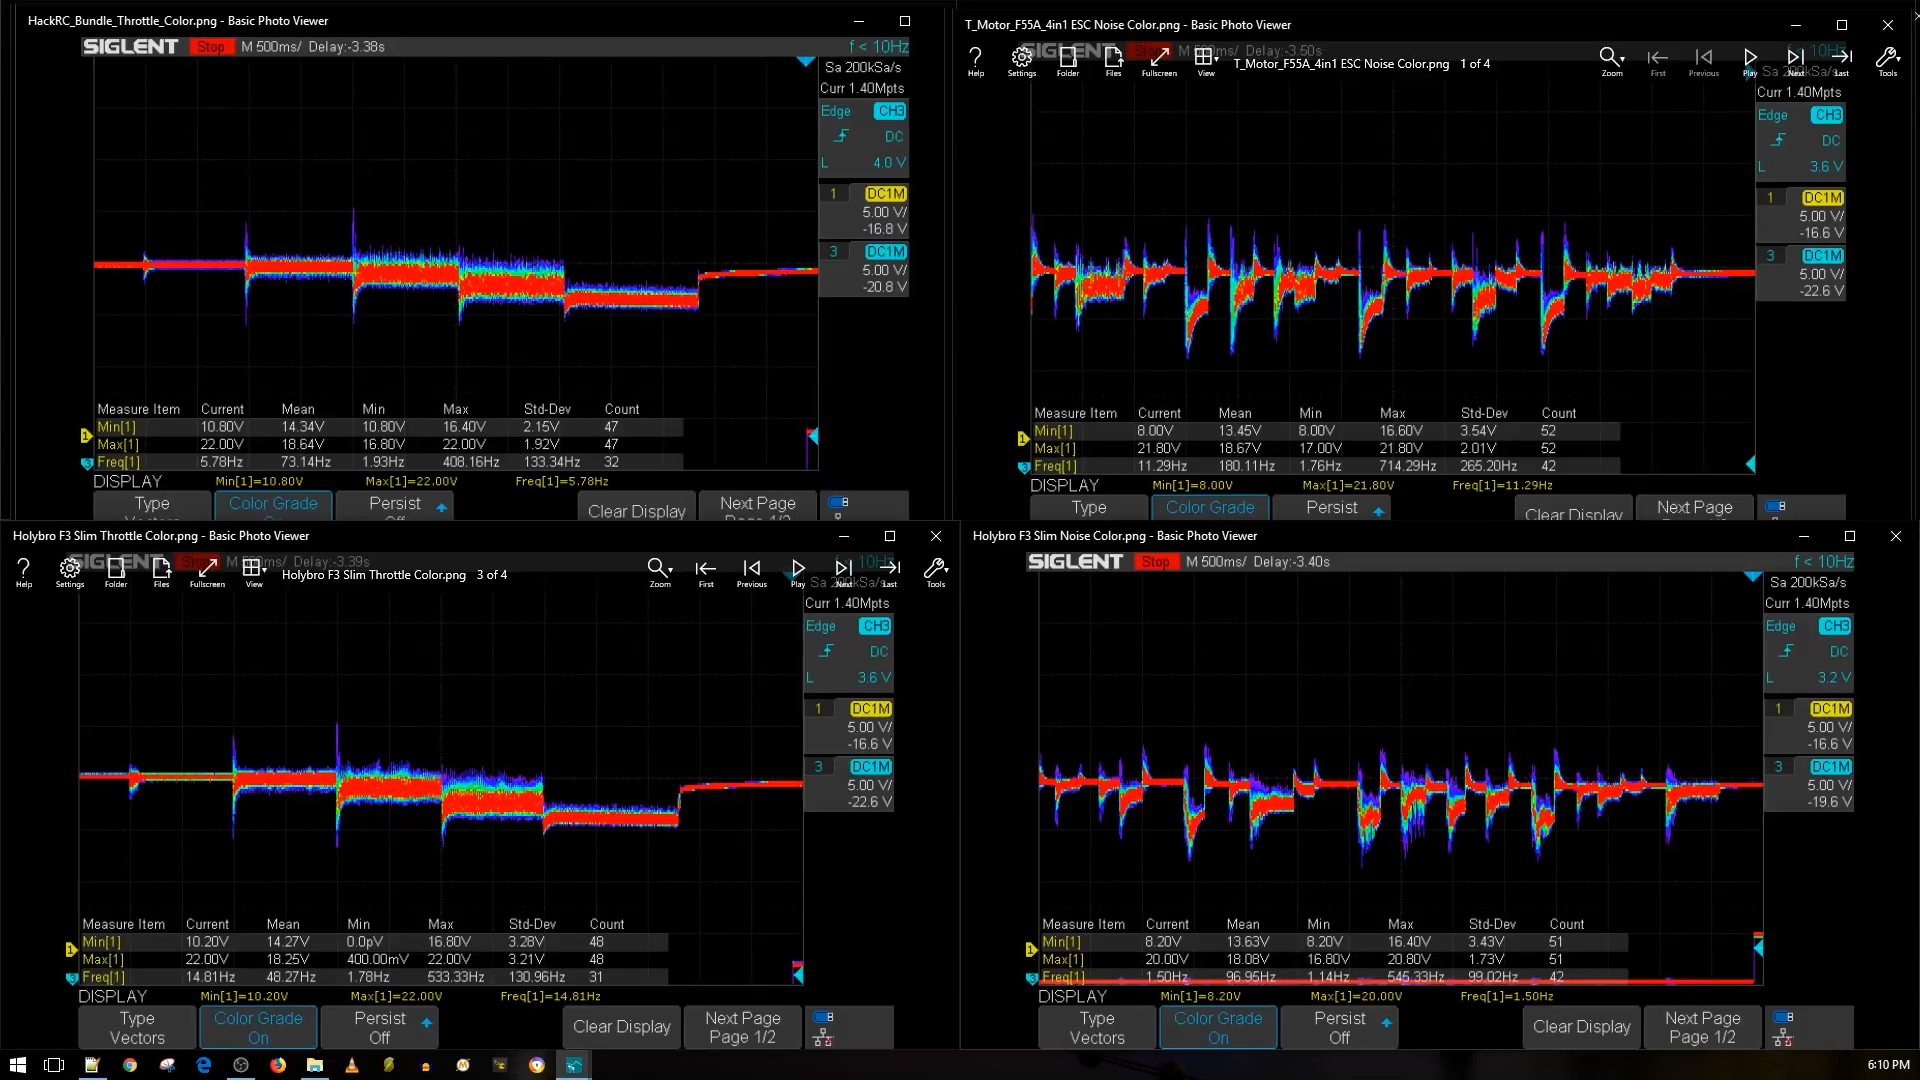 HackRC_Bundle_Throttle_Color.png - Basic Photo Viewer
SIGLENT Stop M 500ms/ Delay:-3.38s f < 10Hz
Sa 200kSa/s
Curr 1.40Mpts
Edge CH3
DC
L 4.0 V
1 DC1M
5.00 V/
-16.8 V
3 DC1M
5.00 V/
-20.8 V
Measure Item Current Mean Min Max Std-Dev Count
Min[1] 10.80V 14.34V 10.80V 16.40V 2.15V 47
Max[1] 22.00V 18.64V 16.80V 22.00V 1.92V 47
Freq[1] 5.78Hz 73.14Hz 1.93Hz 408.16Hz 133.34Hz 32
DISPLAY Min[1]=10.80V Max[1]=22.00V Freq[1]=5.78Hz
Type Color Grade Persist Clear Display Next Page
Vectors On Off Page 1/2
T_Motor_F55A_4in1 ESC Noise Color.png - Basic Photo Viewer
SIGLENT Stop M 500ms/ Delay:-3.50s f < 10Hz
Help Settings Folder Files Fullscreen View T_Motor_F55A_4in1 ESC Noise Color.png 1 of 4 Zoom First Previous Play Next Last Tools
Sa 200kSa/s
Curr 1.40Mpts
Edge CH3
DC
L 3.6 V
1 DC1M
5.00 V/
-16.6 V
3 DC1M
5.00 V/
-22.6 V
Measure Item Current Mean Min Max Std-Dev Count
Min[1] 8.00V 13.45V 8.00V 16.60V 3.54V 52
Max[1] 21.80V 18.67V 17.00V 21.80V 2.01V 52
Freq[1] 11.29Hz 180.11Hz 1.76Hz 714.29Hz 265.20Hz 42
DISPLAY Min[1]=8.00V Max[1]=21.80V Freq[1]=11.29Hz
Type Color Grade Persist Clear Display Next Page
Holybro F3 Slim Throttle Color.png - Basic Photo Viewer
SIGLENT Stop M 500ms/ Delay:-3.39s f < 10Hz
Help Settings Folder Files Fullscreen View Holybro F3 Slim Throttle Color.png 3 of 4 Zoom First Previous Play Next Last Tools
Sa 200kSa/s
Curr 1.40Mpts
Edge CH3
DC
L 3.6 V
1 DC1M
5.00 V/
-16.6 V
3 DC1M
5.00 V/
-22.6 V
Measure Item Current Mean Min Max Std-Dev Count
Min[1] 10.20V 14.27V 0.0pV 16.80V 3.28V 48
Max[1] 22.00V 18.25V 400.00mV 22.00V 3.21V 48
Freq[1] 14.81Hz 48.27Hz 1.78Hz 533.33Hz 130.96Hz 31
DISPLAY Min[1]=10.20V Max[1]=22.00V Freq[1]=14.81Hz
Type Color Grade Persist Clear Display Next Page
Vectors On Off Page 1/2
Holybro F3 Slim Noise Color.png - Basic Photo Viewer
SIGLENT Stop M 500ms/ Delay:-3.40s f < 10Hz
Sa 200kSa/s
Curr 1.40Mpts
Edge CH3
DC
L 3.2 V
1 DC1M
5.00 V/
-16.6 V
3 DC1M
5.00 V/
-19.6 V
Measure Item Current Mean Min Max Std-Dev Count
Min[1] 8.20V 13.63V 8.20V 16.40V 3.43V 51
Max[1] 20.00V 18.08V 16.80V 20.80V 1.73V 51
Freq[1] 1.50Hz 96.95Hz 1.14Hz 545.33Hz 99.02Hz 42
DISPLAY Min[1]=8.20V Max[1]=20.00V Freq[1]=1.50Hz
Type Color Grade Persist Clear Display Next Page
Vectors On Off Page 1/2
6:10 PM